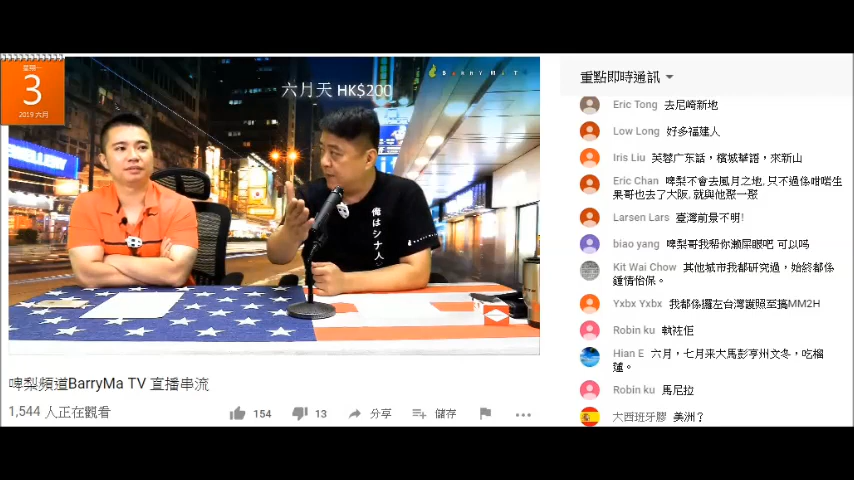 星期一
3
2019 六月
六月天 HK$200
BarryMaTV
俺はシナ人
啤梨頻道BarryMa TV 直播串流
1,544 人正在觀看
154
13
分享
儲存
重點即時通訊
Eric Tong 去尼崎新地
Low Long 好多福建人
Iris Liu 芙蓉广东話，檳城華語，來新山
Eric Chan 啤梨不會去風月之地,只不過係啱啱生
果哥也去了大阪,就與他聚一聚
Larsen Lars 臺灣前景不明!
biao yang 啤梨哥我帮你濑屎眼吧 可以吗
Kit Wai Chow 其他城市我都研究過，始終都係
鍾情怡保。
Yxbx Yxbx 我都係攞左台灣護照至搞MM2H
Robin ku 執笠佢
Hian E 六月，七月来大馬彭亨州文冬，吃榴
莲。
Robin ku 馬尼拉
大西班牙膠 美洲？